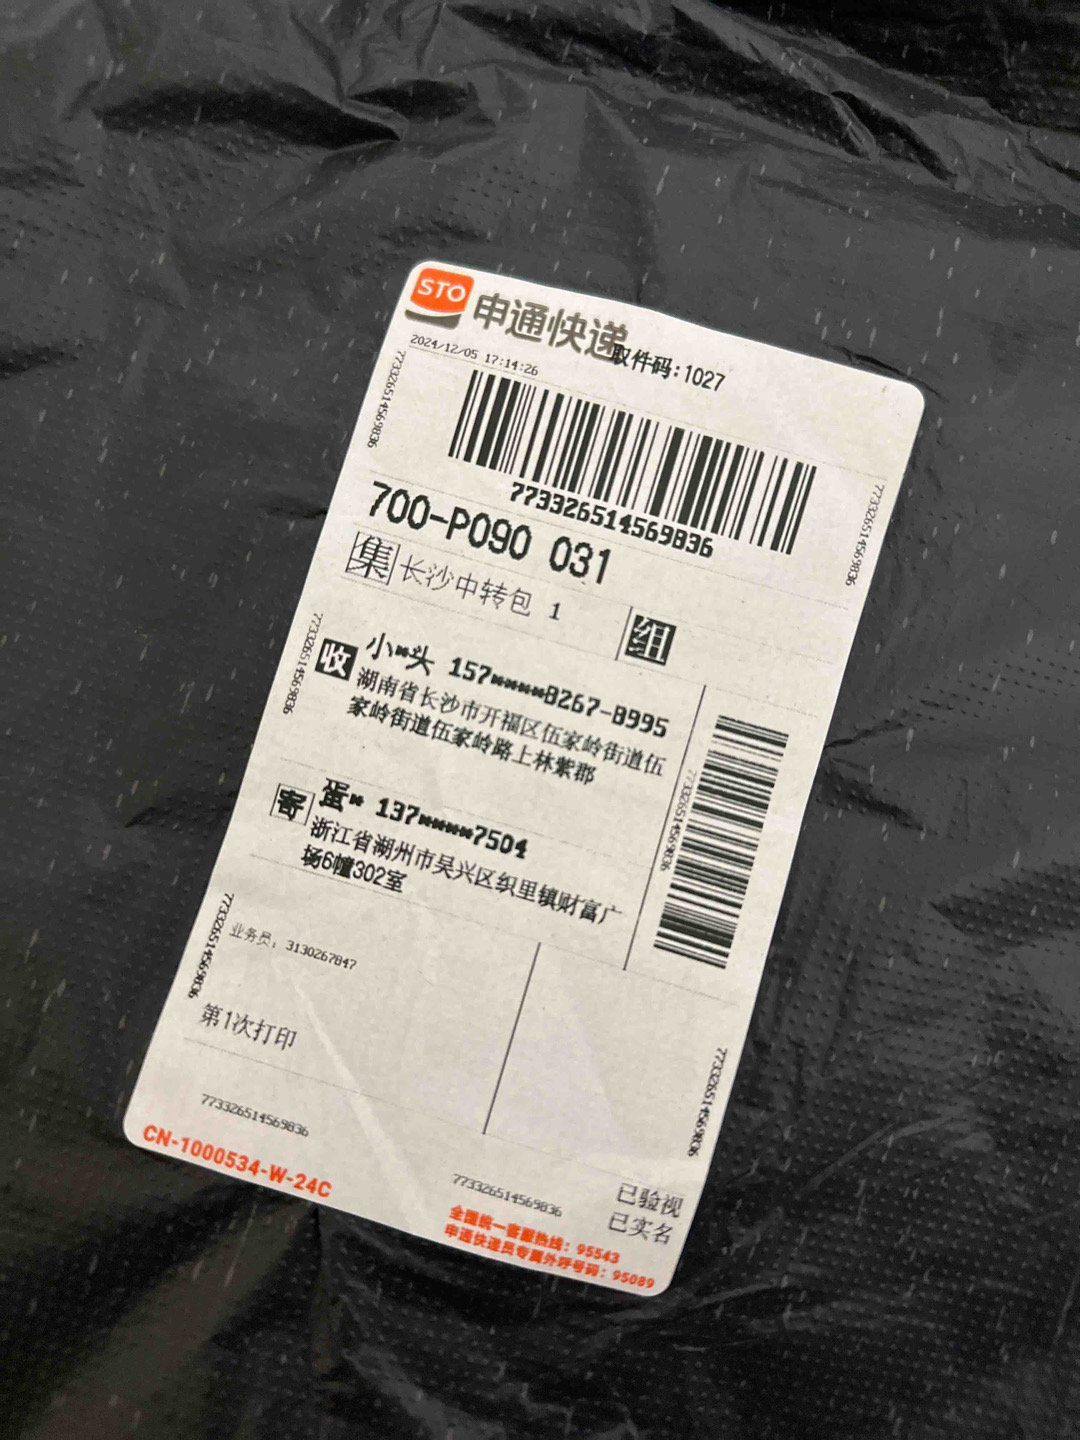 STO
申通快递
取件码:1027
2024/12/05 17:14:26
773326514569836
773326514569836
773326514569836
700-P090 031
集 长沙中转包 1
组
773326514569836
收 小**头 157****8267-8995
湖南省长沙市开福区伍家岭街道伍
家岭街道伍家岭路上林紫郡
773326514569836
寄 蛋** 137****7504
浙江省湖州市吴兴区织里镇财富广
场6幢302室
773326514569836
业务员: 3130267847
第1次打印
773326514569836
773326514569836
CN-1000534-W-24C
773326514569836
已验视
已实名
全国统一客服热线：95543
申通快递员专属外呼号码：95089